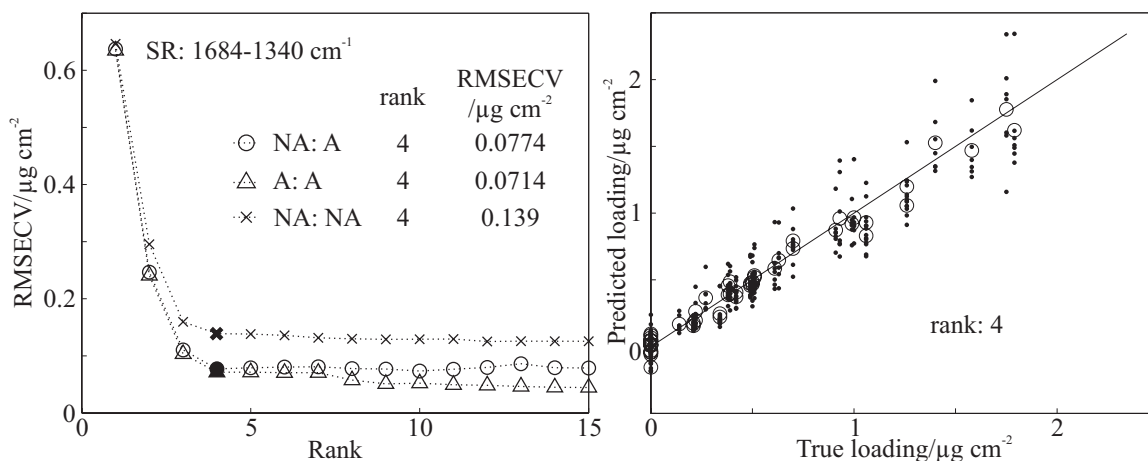 SR: 1684-1340 cm⁻¹
rank RMSECV /µg cm⁻²
NA: A 4 0.0774
A: A 4 0.0714
NA: NA 4 0.139
RMSECV/µg cm⁻²
0.6
0.4
0.2
0
0 5 10 15
Rank
Predicted loading/µg cm⁻²
2
1
0
rank: 4
0 1 2
True loading/µg cm⁻²